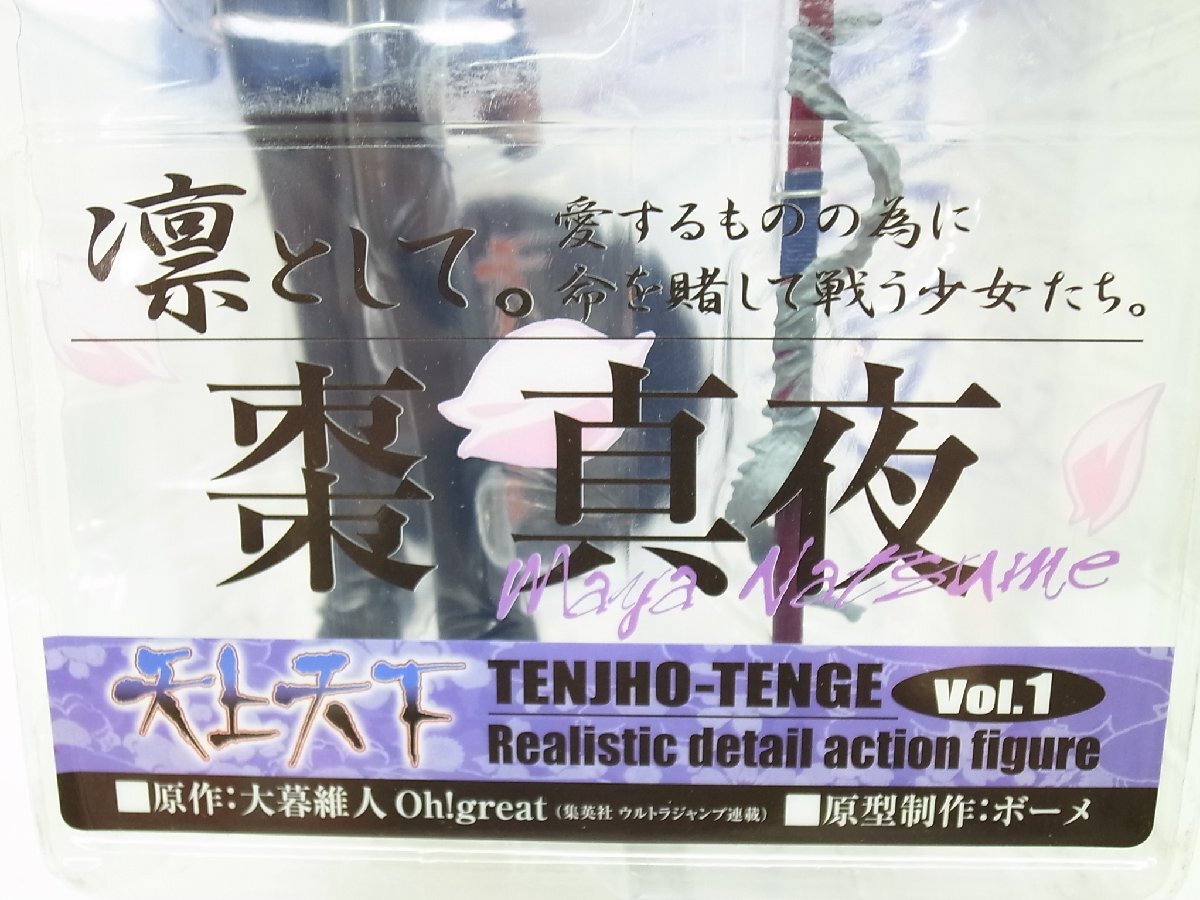 凛として。
愛するものの為に
命を賭して戦う少女たち。
棗 真夜
Maya Natsume
天上天下
TENJHO-TENGE Vol.1
Realistic detail action figure
■原作:大暮維人 Oh!great (集英社 ウルトラジャンプ連載) ■原型制作:ボーメ